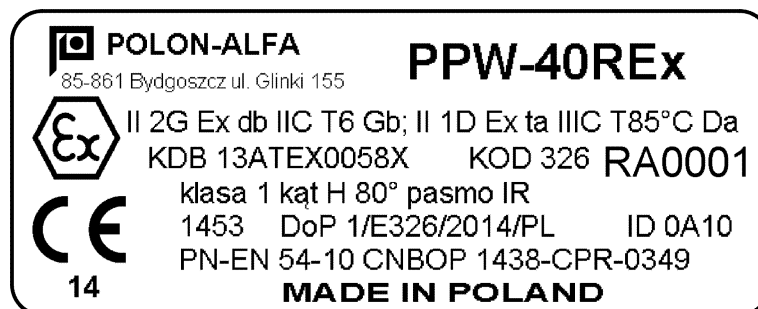 POLON-ALFA
PPW-40REx
85-861 Bydgoszcz ul. Glinki 155
Ex II 2G Ex db IIC T6 Gb; II 1D Ex ta IIIC T85°C Da
KDB 13ATEX0058X KOD 326 RA0001
klasa 1 kąt H 80° pasmo IR
CE 1453 DoP 1/E326/2014/PL ID 0A10
PN-EN 54-10 CNBOP 1438-CPR-0349
14 MADE IN POLAND